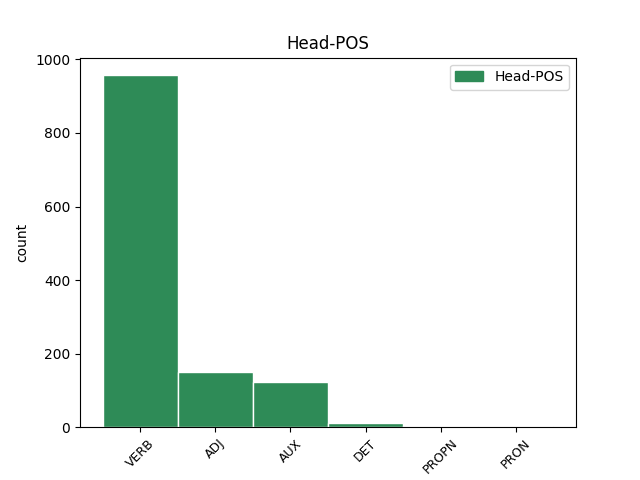 Head-POS
Head-POS
count
1000
800
600
400
200
0
VERB
ADJ
AUX
DET
PROPN
PRON